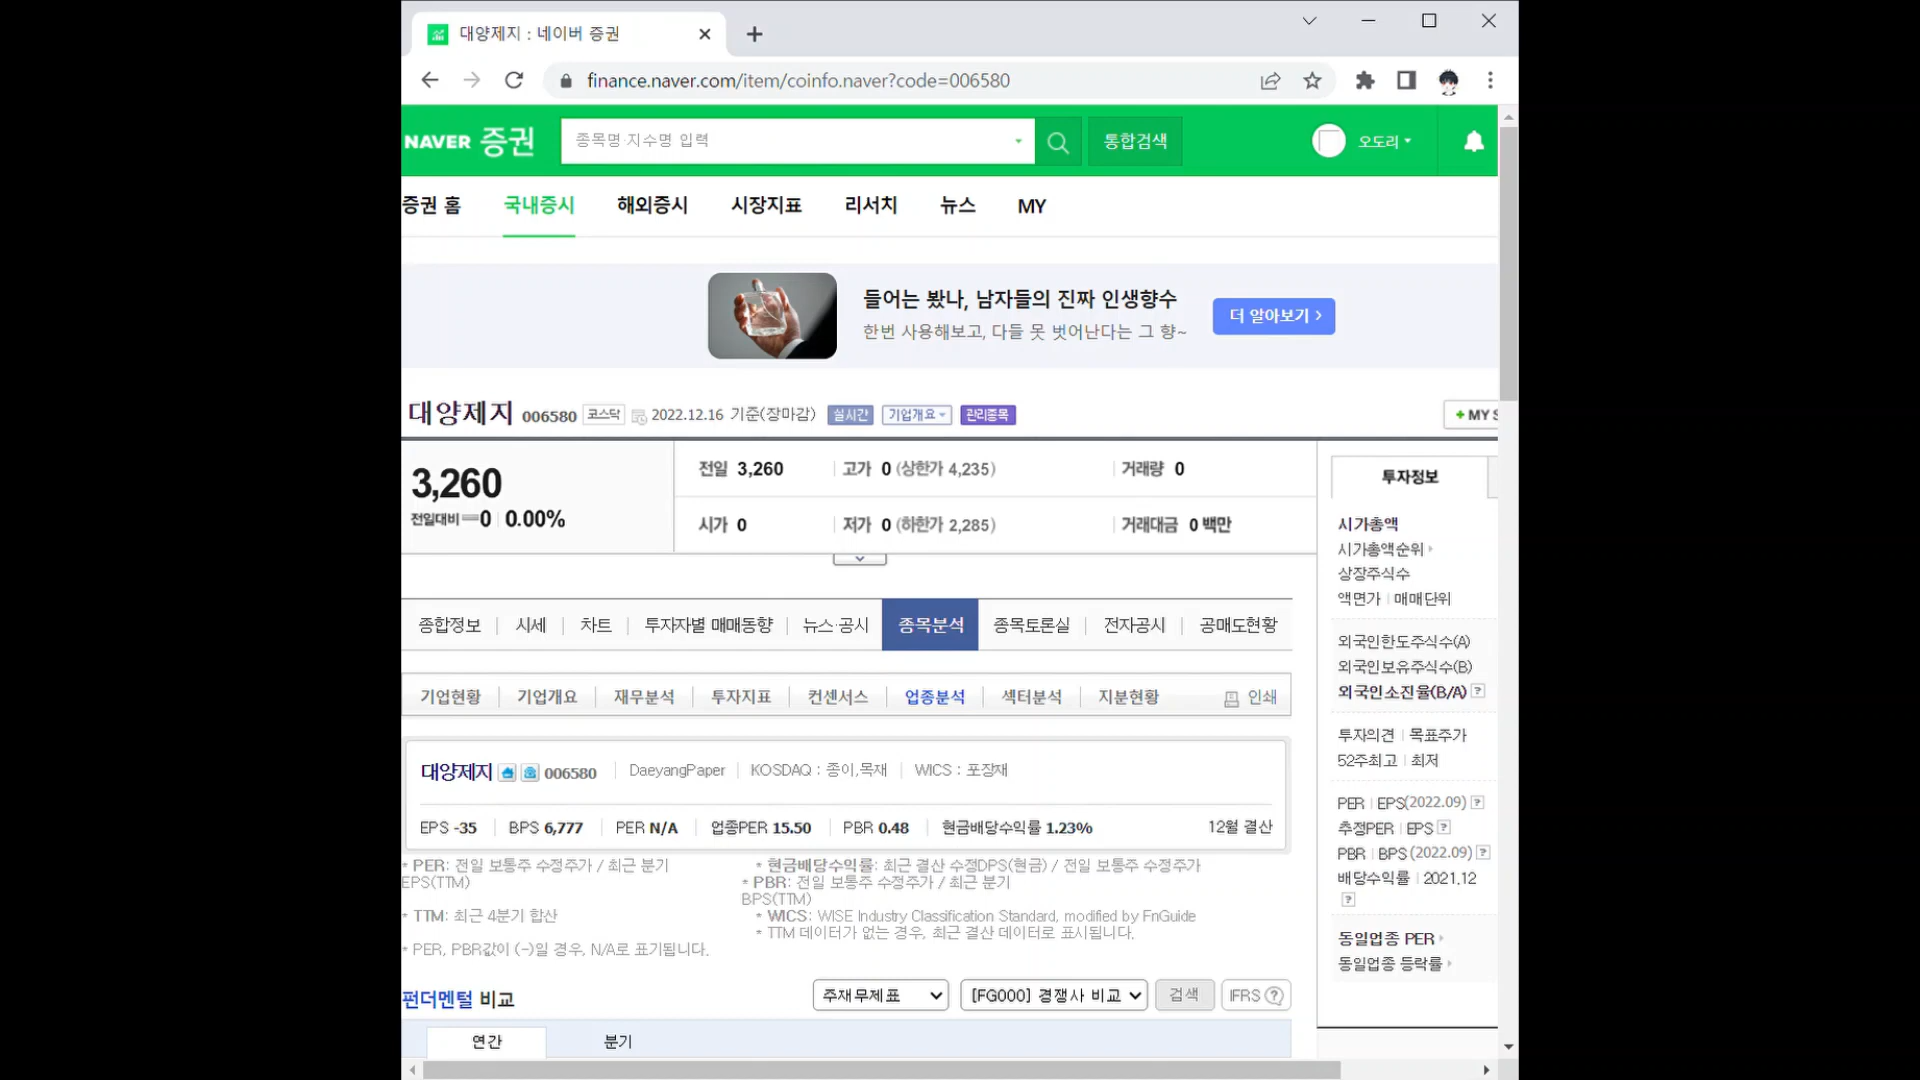 대양제지 : 네이버 증권
finance.naver.com/item/coinfo.naver?code=006580
NAVER 증권
종목명·지수명 입력
통합검색
오도리
증권 홈 국내증시 해외증시 시장지표 리서치 뉴스 MY
들어는 봤나, 남자들의 진짜 인생향수
한번 사용해보고, 다들 못 벗어난다는 그 향~
더 알아보기 >
대양제지 006580 코스닥 2022.12.16 기준(장마감) 실시간 기업개요 관리종목
+ MY S
3,260
전일대비 0 0.00%
전일 3,260 고가 0 (상한가 4,235) 거래량 0
시가 0 저가 0 (하한가 2,285) 거래대금 0 백만
종합정보 시세 차트 투자자별 매매동향 뉴스·공시 종목분석 종목토론실 전자공시 공매도현황
기업현황 기업개요 재무분석 투자지표 컨센서스 업종분석 섹터분석 지분현황 인쇄
대양제지 006580 DaeyangPaper KOSDAQ : 종이,목재 WICS : 포장재
EPS -35 BPS 6,777 PER N/A 업종PER 15.50 PBR 0.48 현금배당수익률 1.23% 12월 결산
* PER: 전일 보통주 수정주가 / 최근 분기
EPS(TTM)
* TTM: 최근 4분기 합산
* PER, PBR값이 (-)일 경우, N/A로 표기됩니다.
* 현금배당수익률: 최근 결산 수정DPS(현금) / 전일 보통주 수정주가
* PBR: 전일 보통주 수정주가 / 최근 분기
BPS(TTM)
* WICS: WISE Industry Classification Standard, modified by FnGuide
* TTM 데이터가 없는 경우, 최근 결산 데이터로 표시됩니다.
펀더멘털 비교
주재무제표 [FG000] 경쟁사 비교 검색 IFRS ?
연간 분기
투자정보
시가총액
시가총액순위
상장주식수
액면가 | 매매단위
외국인한도주식수(A)
외국인보유주식수(B)
외국인소진율(B/A) ?
투자의견 | 목표주가
52주최고 | 최저
PER | EPS(2022.09) ?
추정PER | EPS ?
PBR | BPS (2022.09) ?
배당수익률 | 2021.12
?
동일업종 PER
동일업종 등락률